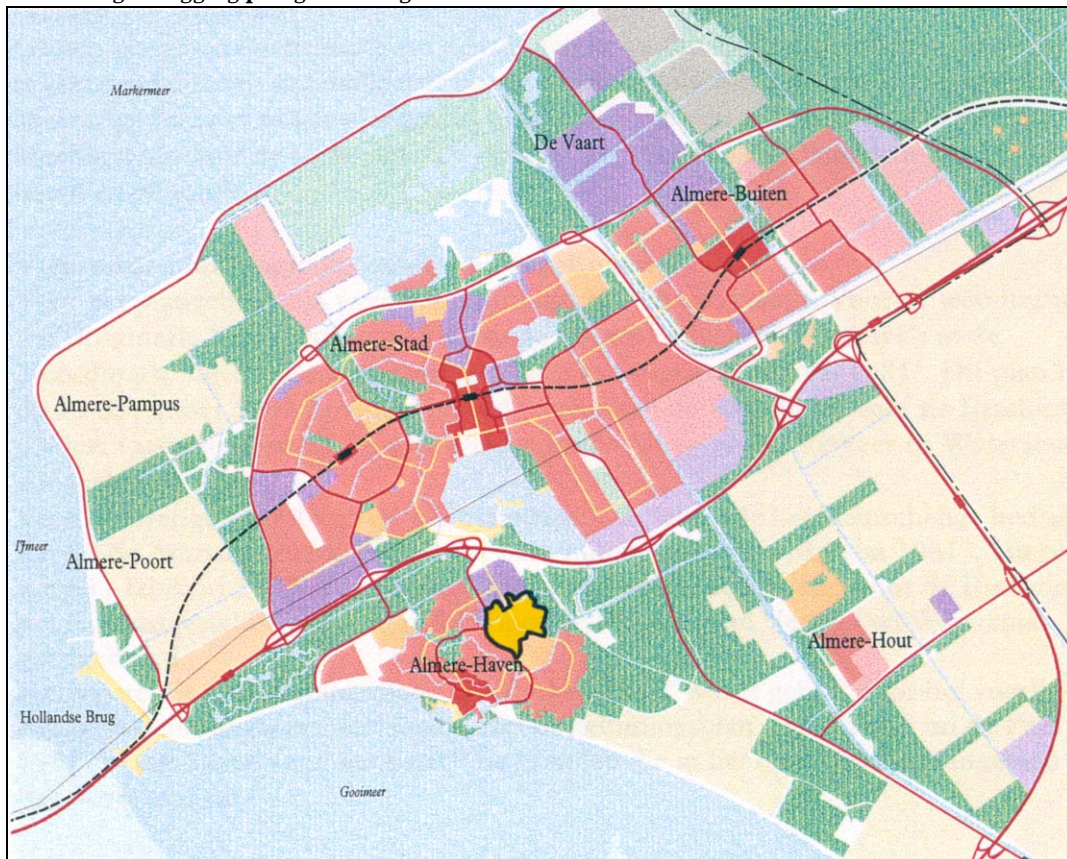 Markermeer
De Vaart
Almere-Buiten
Almere-Stad
Almere-Pampus
IJmeer
Almere-Poort
Almere-Hout
Almere-Haven
Hollandse Brug
Gooimeer